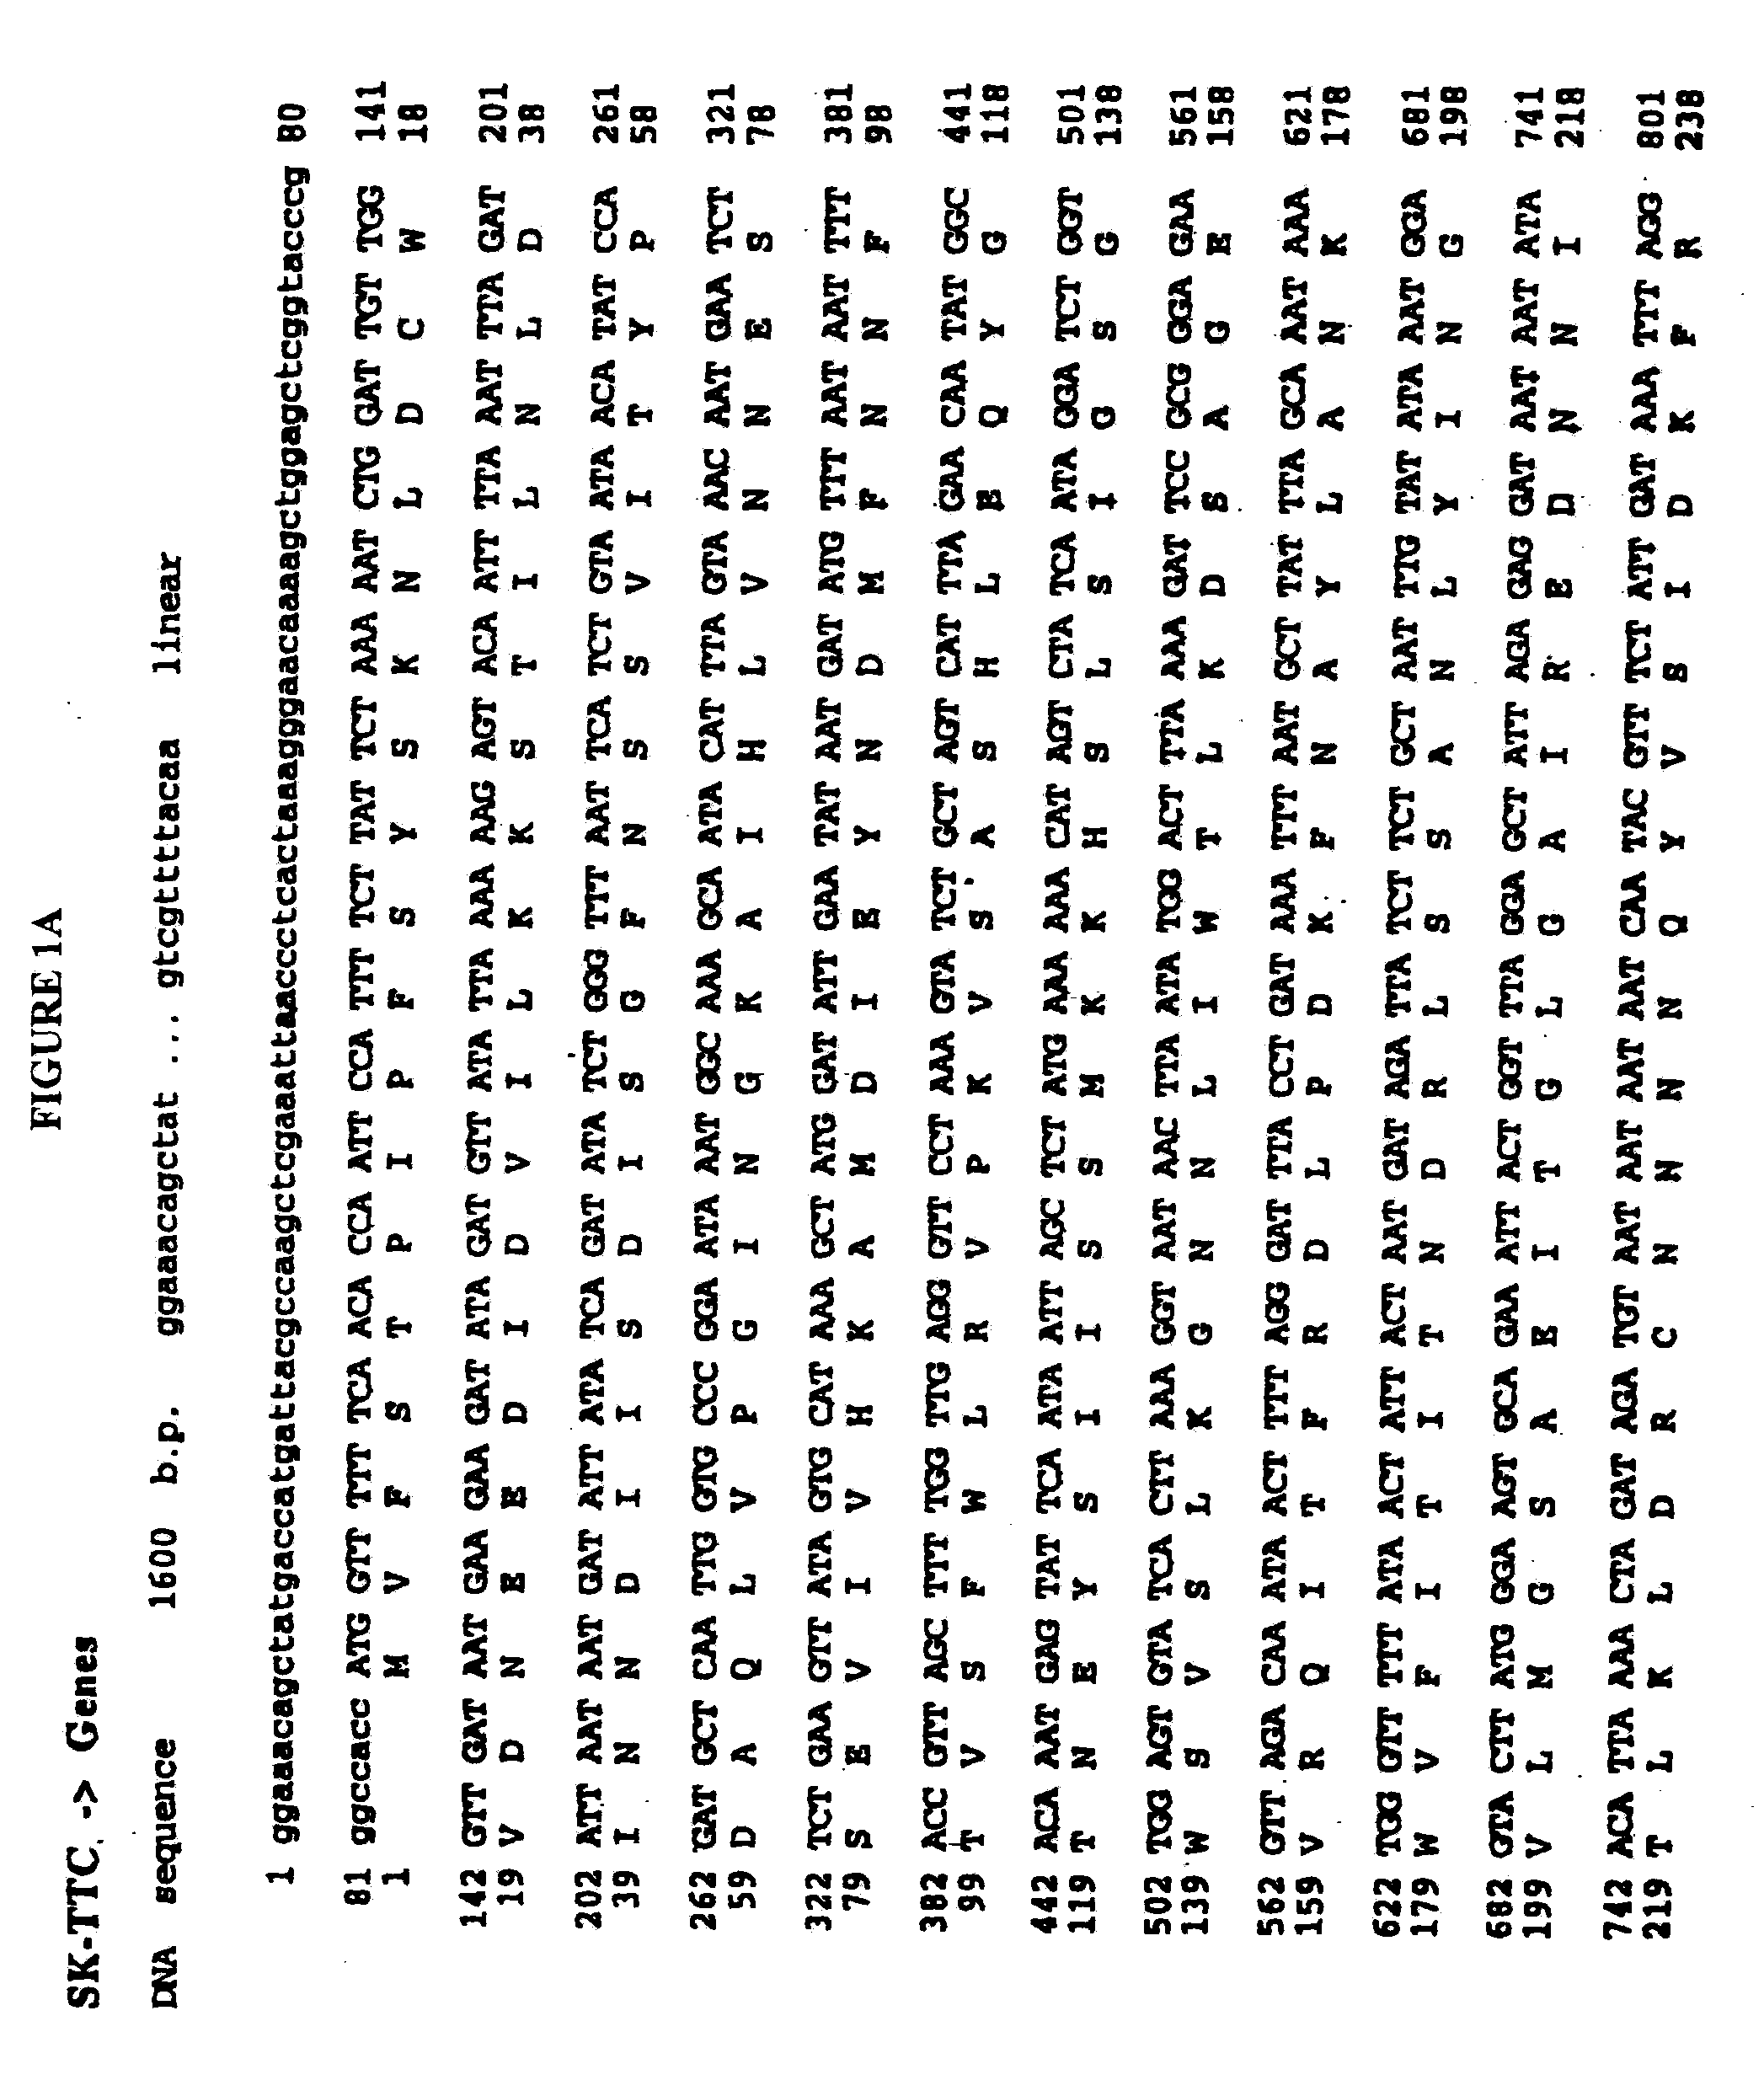 FIGURE 1A
SK-TTC -> Genes
DNA sequence 1600 b.p. ggaaacagctat ... gtcgttttacaa linear
1 ggaaacagctatgaccatgattacgccaagctcgaaattaaccctcactaaagggaacaaaagctggagctcggtacccg 80
81 ggccacc ATG GTT TTT TCA ACA CCA ATT CCA TTT TCT TAT TCT AAA AAT CTG GAT TGT TGG 141
1 M V F S T P I P F S Y S K N L D C W 18
142 GTT GAT AAT GAA GAA GAT ATA GAT GTT ATA TTA AAA AAG AGT ACA ATT TTA AAT TTA GAT 201
19 V D N E E D I D V I L K K S T I L N L D 38
202 ATT AAT AAT GAT ATT ATA TCA GAT ATA TCT GGG TTT AAT TCA TCT GTA ATA ACA TAT CCA 261
39 I N N D I I S D I S G F N S S V I T Y P 58
262 GAT GCT CAA TTG GTG CCC GGA ATA AAT GGC AAA GCA ATA CAT TTA GTA AAC AAT GAA TCT 321
59 D A Q L V P G I N G K A I H L V N N E S 78
322 TCT GAA GTT ATA GTG CAT AAA GCT ATG GAT ATT GAA TAT AAT GAT ATG TTT AAT AAT TTT 381
79 S E V I V H K A M D I E Y N D M F N N F 98
382 ACC GTT AGC TTT TGG TTG AGG GTT CCT AAA GTA TCT GCT AGT CAT TTA GAA CAA TAT GGC 441
99 T V S F W L R V P K V S A S H L E Q Y G 118
442 ACA AAT GAG TAT TCA ATA ATT AGC TCT ATG AAA AAA CAT AGT CTA TCA ATA GGA TCT GGT 501
119 T N E Y S I I S S M K K H S L S I G S G 138
502 TGG AGT GTA TCA CTT AAA GGT AAT AAC TTA ATA TGG ACT TTA AAA GAT TCC GCG GGA GAA 561
139 W S V S L K G N N L I W T L K D S A G E 158
562 GTT AGA CAA ATA ACT TTT AGG GAT TTA CCT GAT AAA TTT AAT GCT TAT TTA GCA AAT AAA 621
159 V R Q I T F R D L P D K F N A Y L A N K 178
622 TGG GTT TTT ATA ACT ATT ACT AAT GAT AGA TTA TCT TCT GCT AAT TTG TAT ATA AAT GGA 681
179 W V F I T I T N D R L S S A N L Y I N G 198
682 GTA CTT ATG GGA AGT GCA GAA ATT ACT GGT TTA GGA GCT ATT AGA GAG GAT AAT AAT ATA 741
199 V L M G S A E I T G L G A I R E D N N I 218
742 ACA TTA AAA CTA GAT AGA TGT AAT AAT AAT AAT CAA TAC GTT TCT ATT GAT AAA TTT AGG 801
219 T L K L D R C N N N N Q Y V S I D K F R 238